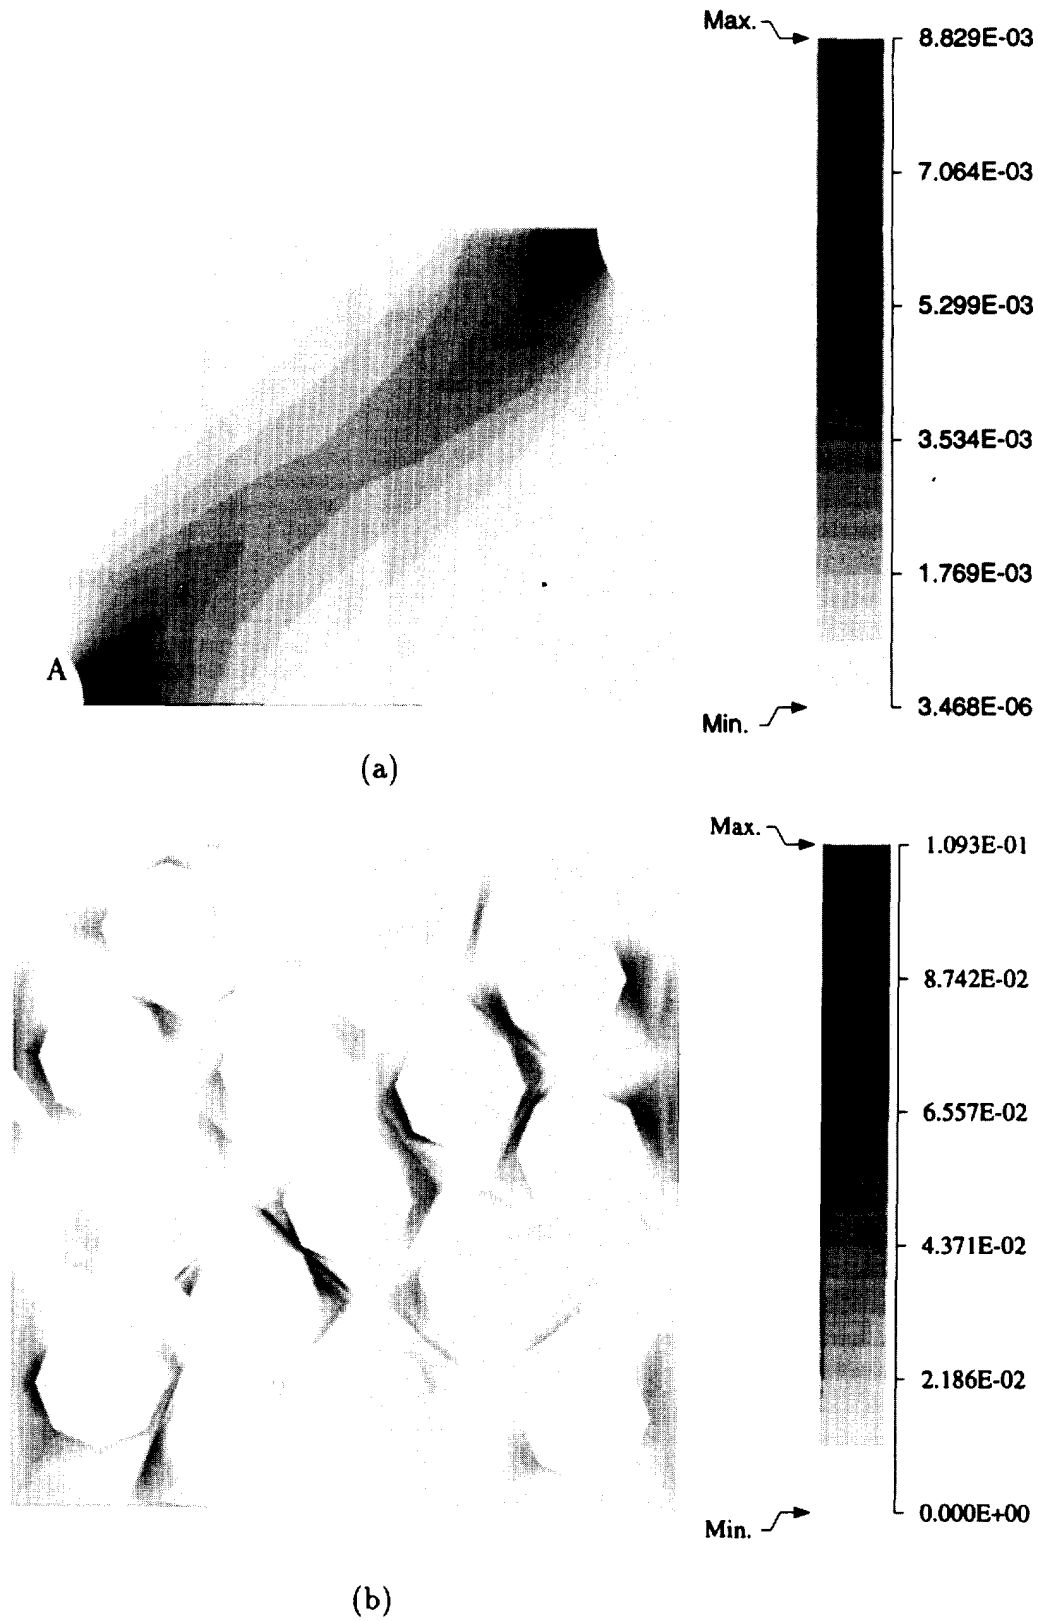 Max.
8.829E-03
7.064E-03
5.299E-03
3.534E-03
1.769E-03
3.468E-06
Min.
A
(a)
Max.
1.093E-01
8.742E-02
6.557E-02
4.371E-02
2.186E-02
0.000E+00
Min.
(b)